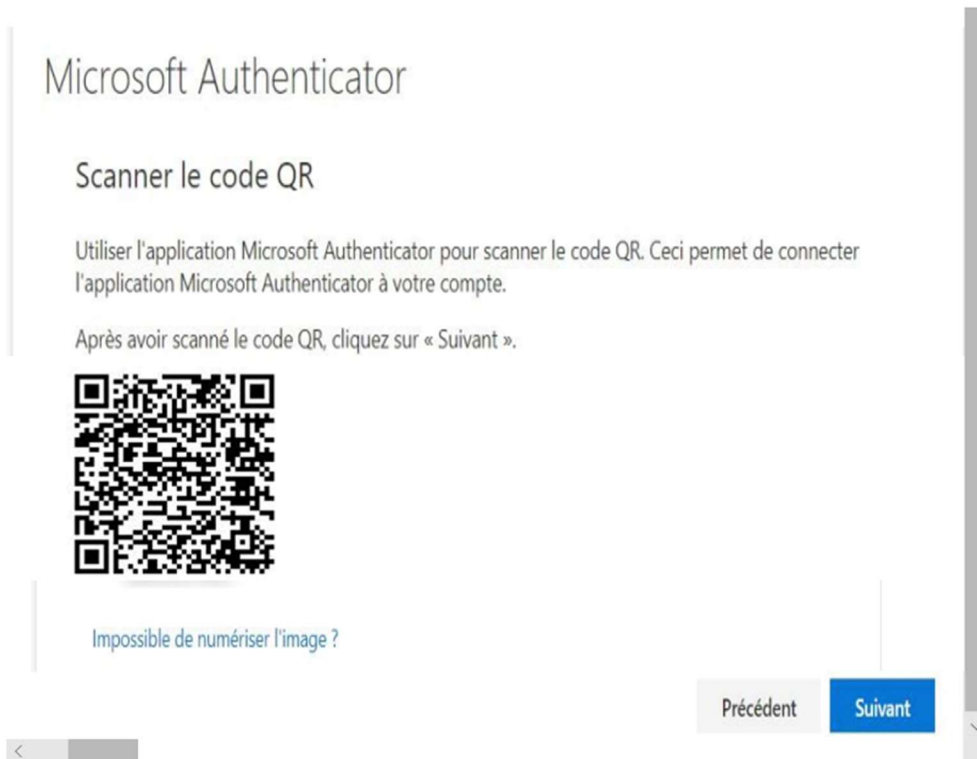 Microsoft Authenticator
Scanner le code QR
Utiliser l'application Microsoft Authenticator pour scanner le code QR. Ceci permet de connecter
l'application Microsoft Authenticator à votre compte.
Après avoir scanné le code QR, cliquez sur « Suivant ».
Impossible de numériser l'image ?
Précédent
Suivant